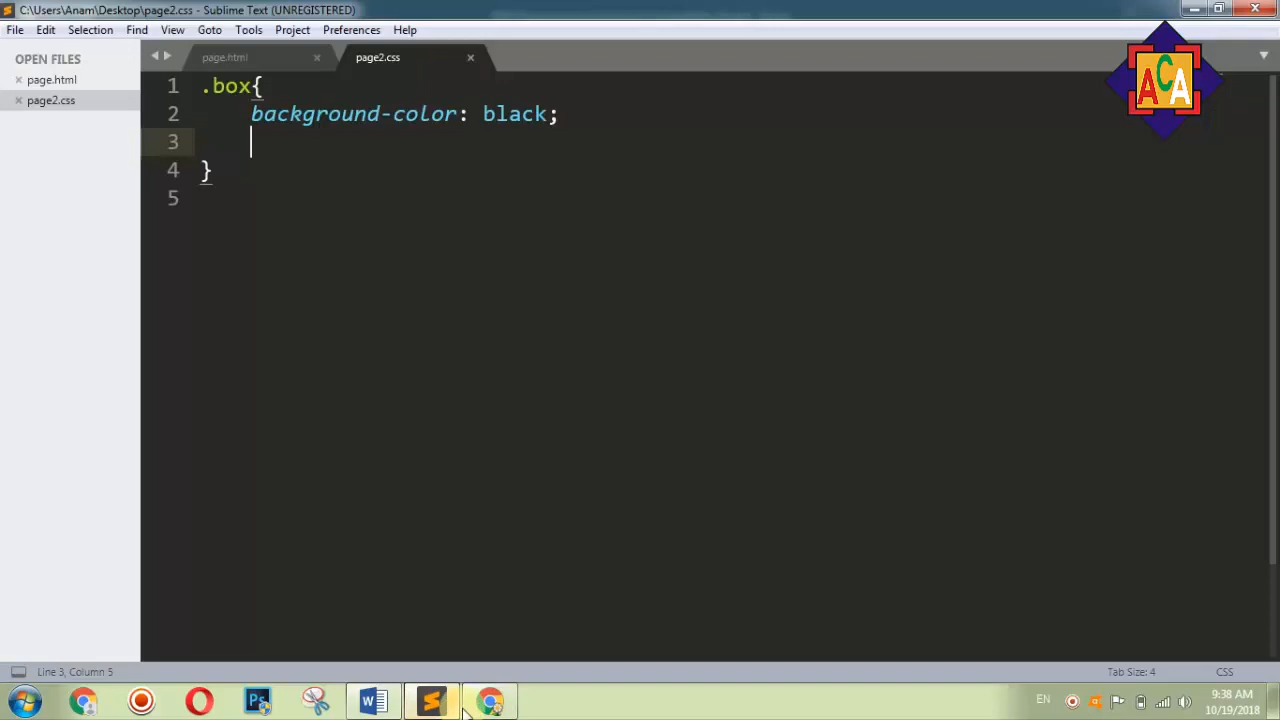 C:\Users\Anam\Desktop\page2.css - Sublime Text (UNREGISTERED)
File Edit Selection Find View Goto Tools Project Preferences Help
OPEN FILES
page.html
page2.css
page.html
page2.css
1 .box{
2 background-color: black;
3
4 }
5
ACA
Line 3, Column 5
Tab Size: 4
CSS
Ps
W
EN
9:38 AM
10/19/2018